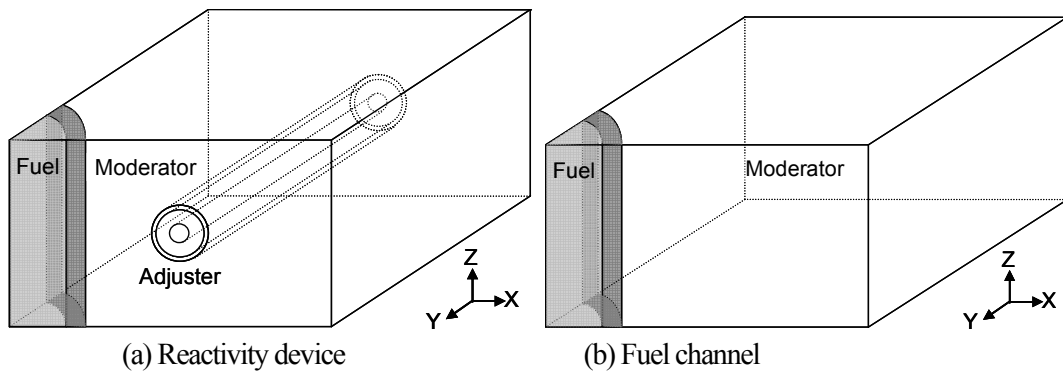 Fuel
Moderator
Adjuster
Z
X
Y
(a) Reactivity device
Fuel
Moderator
Z
X
Y
(b) Fuel channel